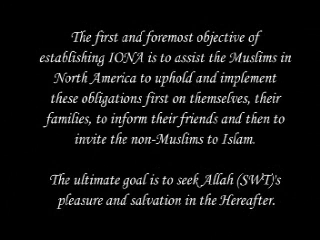 The first and foremost objective of
establishing IONA is to assist the Muslims in
North America to uphold and implement
these obligations first on themselves, their
families, to inform their friends and then to
invite the non-Muslims to Islam.
The ultimate goal is to seek Allah (SWT)'s
pleasure and salvation in the Hereafter.